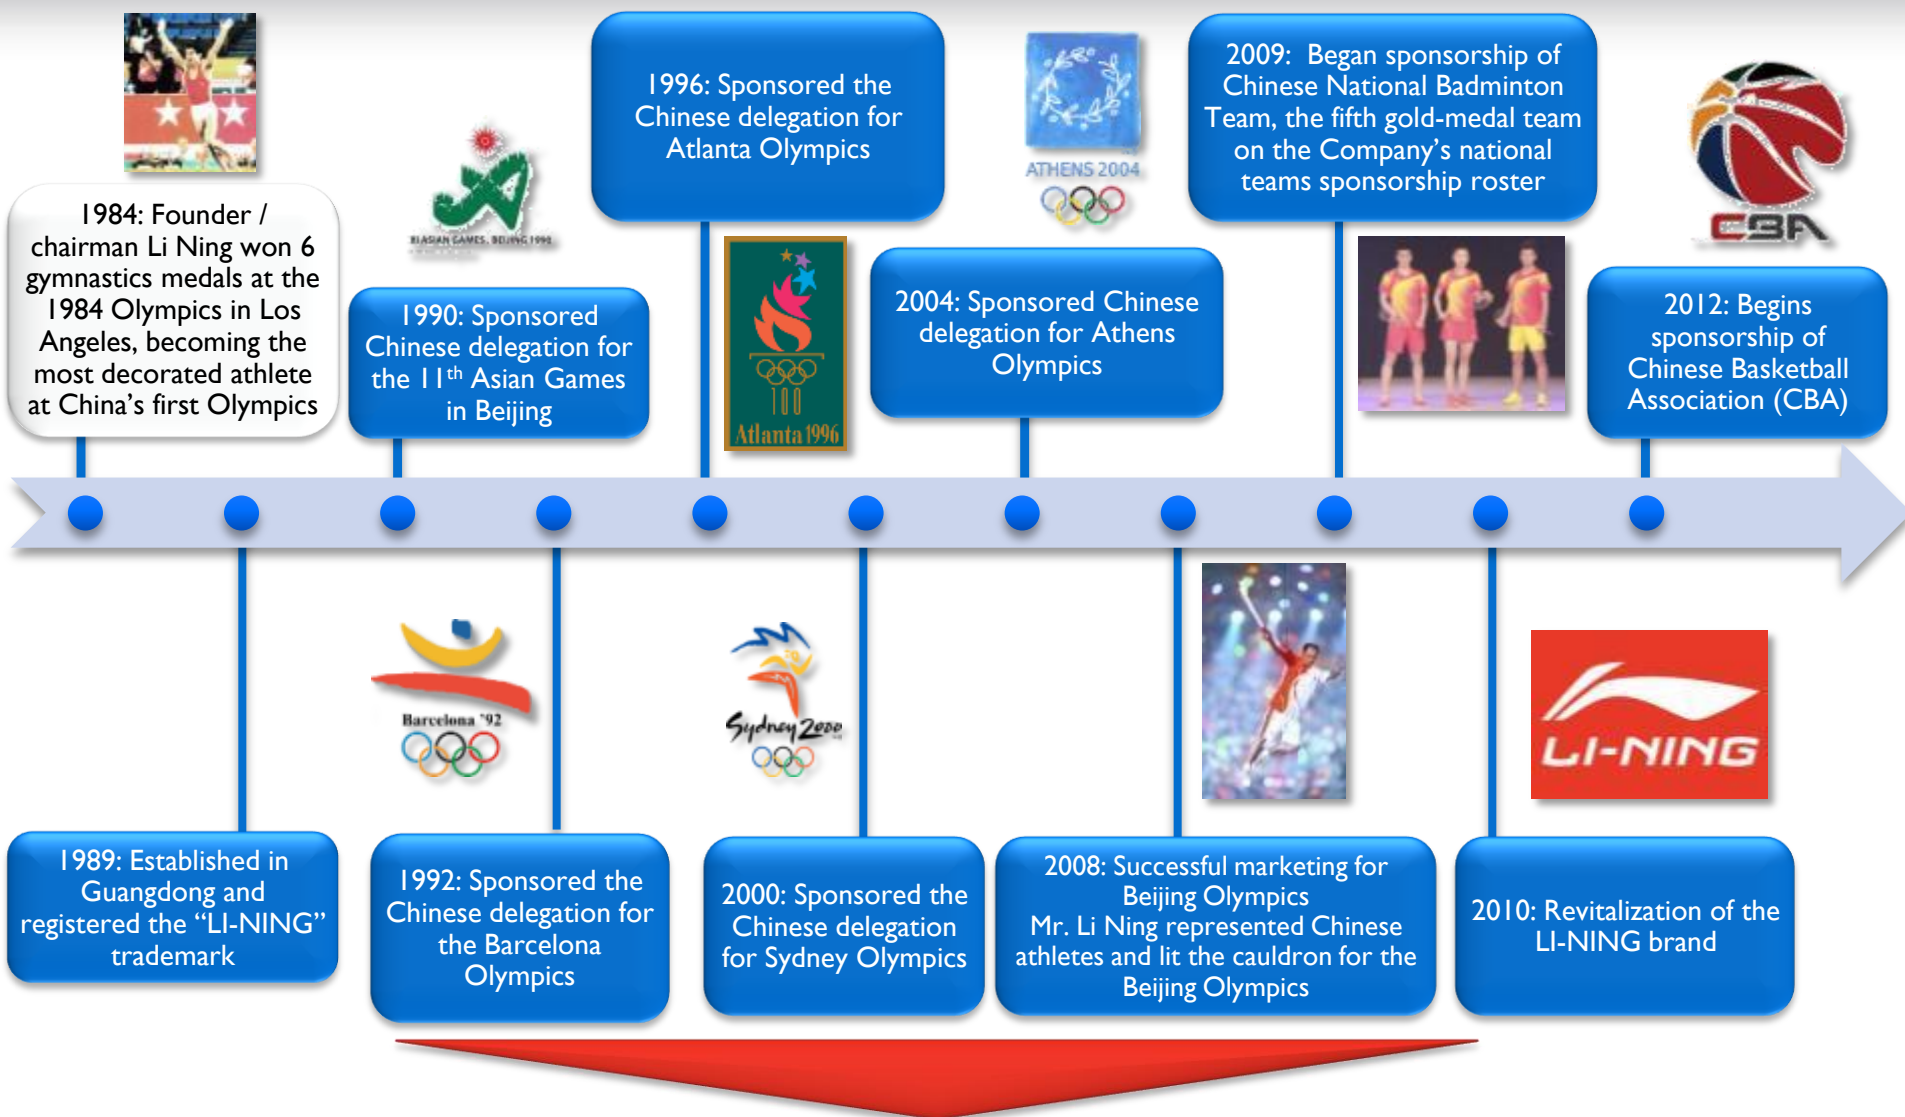 1984: Founder /
chairman Li Ning won 6
gymnastics medals at the
1984 Olympics in Los
Angeles, becoming the
most decorated athlete
at China’s first Olympics
XI ASIAN GAMES, BEIJING 1990
1990: Sponsored
Chinese delegation for
the 11th Asian Games
in Beijing
1996: Sponsored the
Chinese delegation for
Atlanta Olympics
100
Atlanta 1996
ATHENS 2004
2004: Sponsored Chinese
delegation for Athens
Olympics
2009: Began sponsorship of
Chinese National Badminton
Team, the fifth gold-medal team
on the Company’s national
teams sponsorship roster
CBA
2012: Begins
sponsorship of
Chinese Basketball
Association (CBA)
1989: Established in
Guangdong and
registered the “LI-NING”
trademark
Barcelona '92
1992: Sponsored the
Chinese delegation for
the Barcelona
Olympics
Sydney 2000
2000: Sponsored the
Chinese delegation
for Sydney Olympics
2008: Successful marketing for
Beijing Olympics
Mr. Li Ning represented Chinese
athletes and lit the cauldron for the
Beijing Olympics
LI-NING
2010: Revitalization of the
LI-NING brand